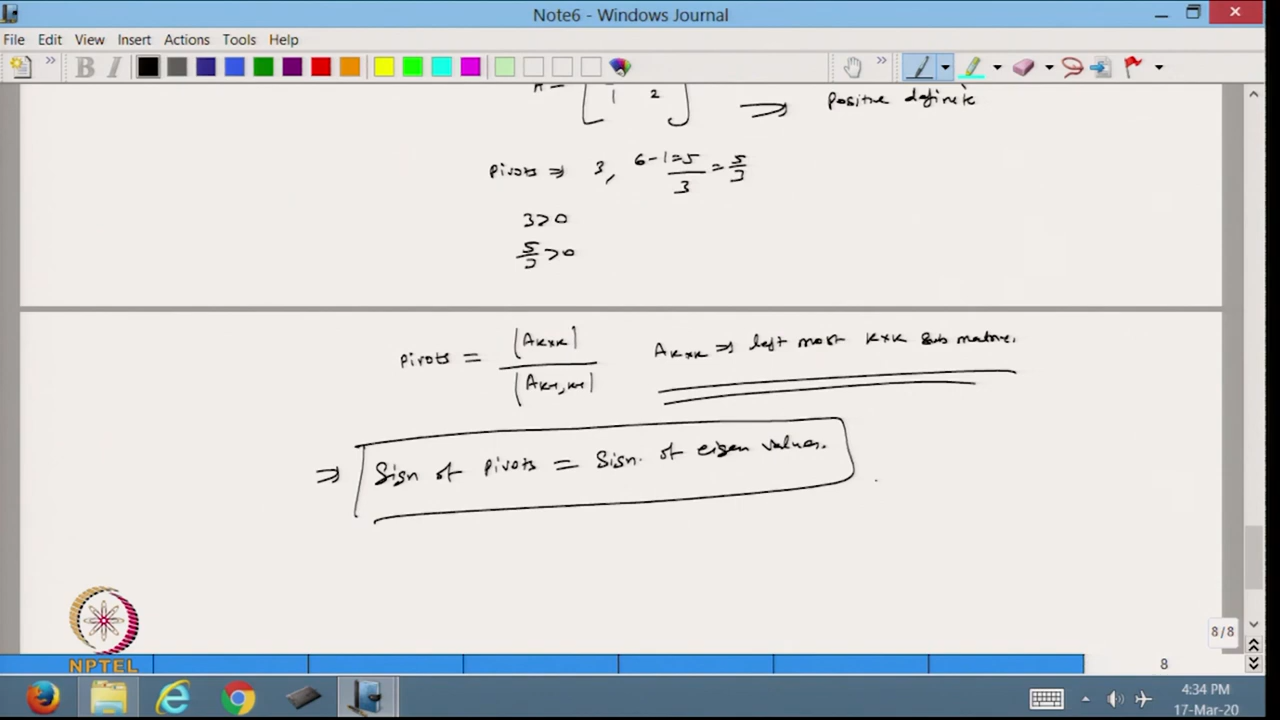 Note6 - Windows Journal
File Edit View Insert Actions Tools Help
A = [ 1 2 ] ⇒ Positive definite
Pivots ⇒ 3, 6-1=5/3 = 5/3
3>0
5/3>0
Pivots = |AK×K| / |AK-1,K-1| AK×K ⇒ left most K×K sub matrix.
⇒ Sign of pivots = Sign. of eigen values.
8/8
NPTEL
8
4:34 PM
17-Mar-20